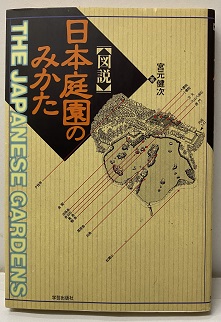 【図説】
日本庭園の
みかた
宮元健次
著
THE JAPANESE GARDENS
学芸出版社